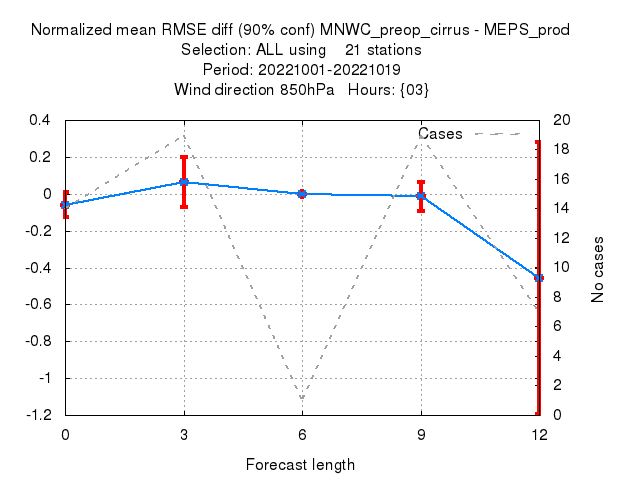 Normalized mean RMSE diff (90% conf) MNWC_preop_cirrus - MEPS_prod
Selection: ALL using 21 stations
Period: 20221001-20221019
Wind direction 850hPa Hours: {03}
0.4
0.2
0
-0.2
-0.4
-0.6
-0.8
-1
-1.2
Cases
20
18
16
14
12
10
8
6
4
2
0
No cases
0 3 6 9 12
Forecast length